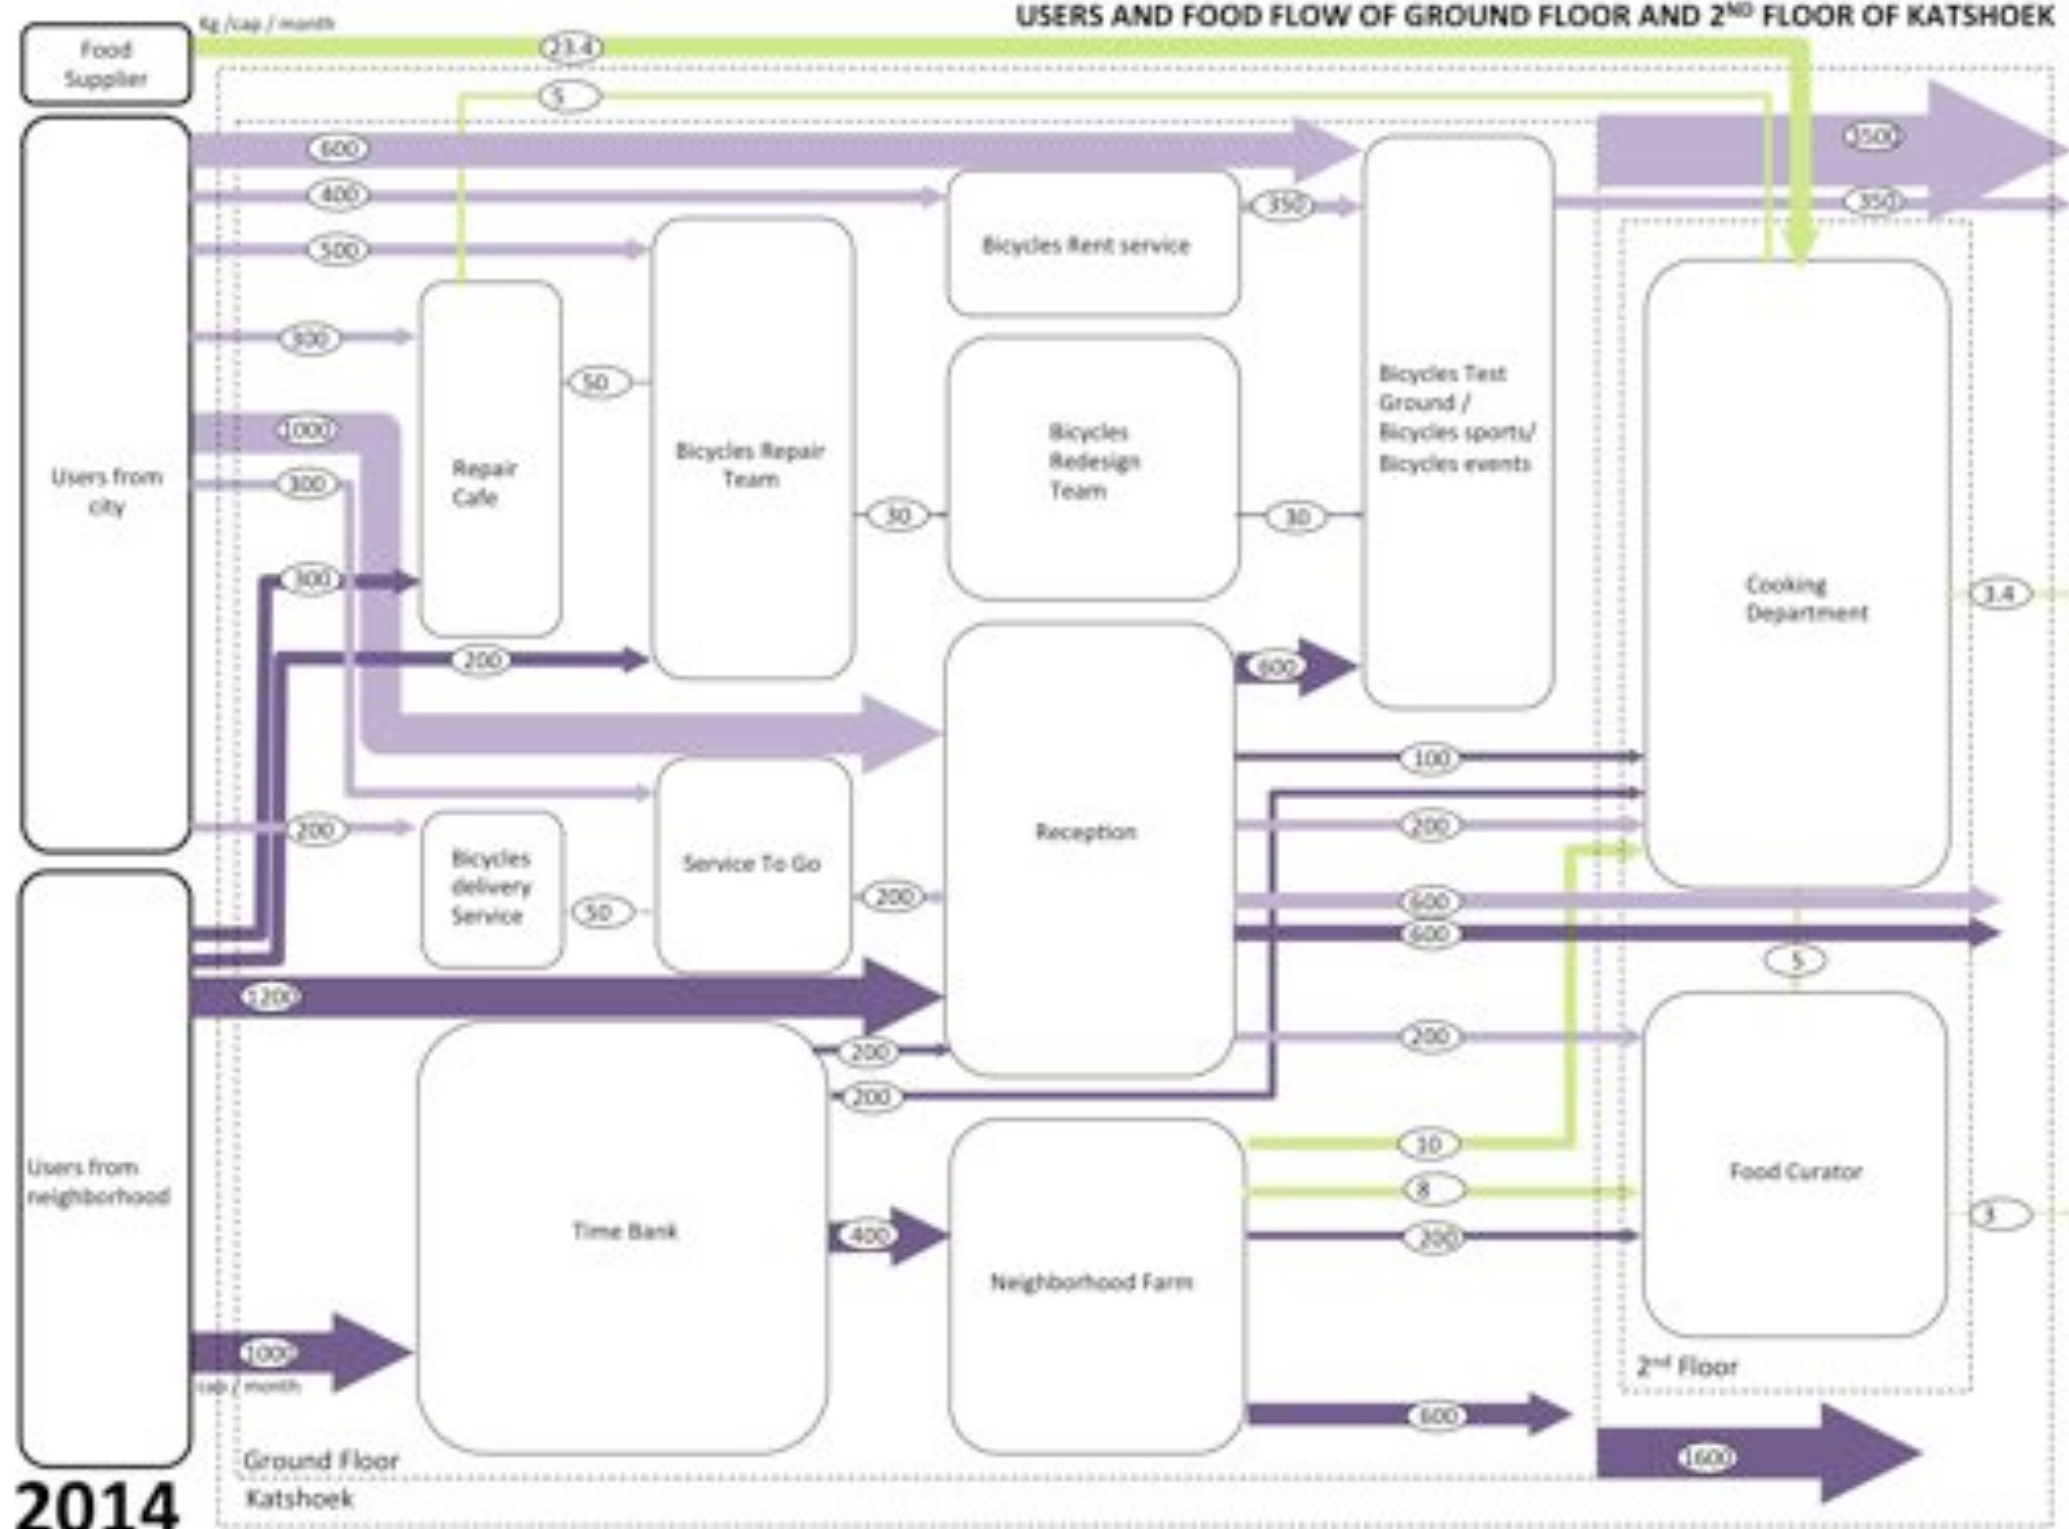 USERS AND FOOD FLOW OF GROUND FLOOR AND 2ND FLOOR OF KATSHOEK
Kg /cap / month
Food
Supplier
23.4
5
600
350
400
350
Bicycles Rent service
500
300
50
Bicycles Test
Ground /
Bicycles sports/
Bicycles events
1000
Bicycles
Redesign
Team
Users from
city
Repair
Cafe
Bicycles Repair
Team
300
30
30
300
Cooking
Department
3.4
200
600
100
200
200
Reception
Bicycles
delivery
Service
Service To Go
50
200
600
600
5
1200
200
200
200
10
Users from
neighborhood
Time Bank
400
8
200
Food Curator
3
Neighborhood Farm
1000
cap / month
2nd Floor
600
1600
Ground Floor
Katshoek
2014